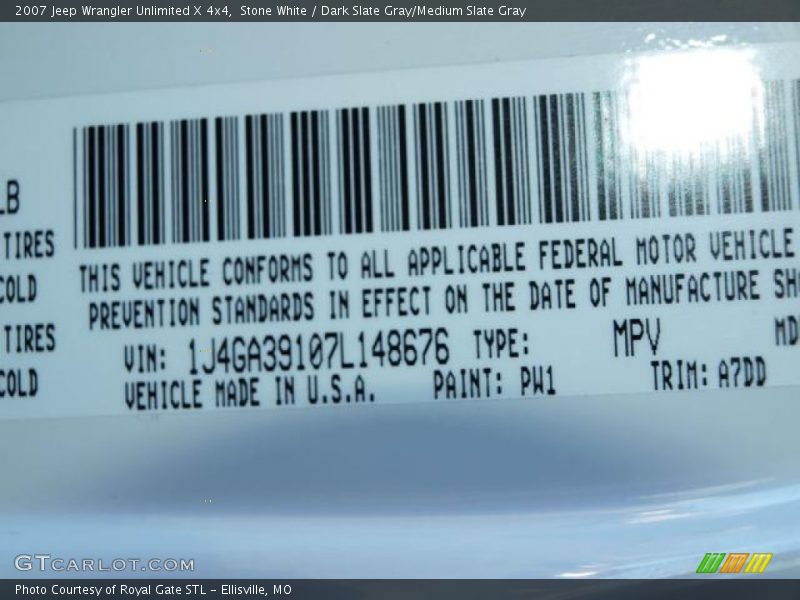 2007 Jeep Wrangler Unlimited X 4x4, Stone White / Dark Slate Gray/Medium Slate Gray
LB
TIRES
COLD
TIRES
COLD
THIS VEHICLE CONFORMS TO ALL APPLICABLE FEDERAL MOTOR VEHICLE
PREVENTION STANDARDS IN EFFECT ON THE DATE OF MANUFACTURE SH
VIN: 1J4GA39107L148676 TYPE: MPV MD
VEHICLE MADE IN U.S.A. PAINT: PW1 TRIM: A7DD
GTCARLOT.COM
Photo Courtesy of Royal Gate STL – Ellisville, MO